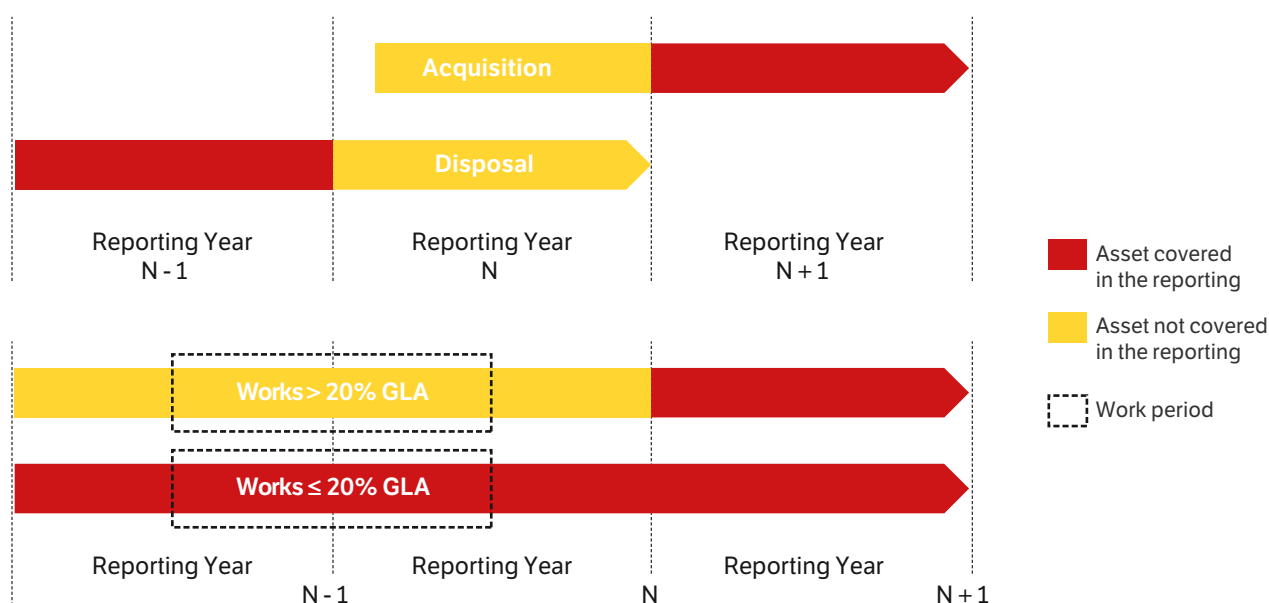 Acquisition
Disposal
Reporting Year
N - 1
Reporting Year
N
Reporting Year
N + 1
Asset covered
in the reporting
Asset not covered
in the reporting
Work period
Works > 20% GLA
Works ≤ 20% GLA
Reporting Year
N - 1
Reporting Year
N
Reporting Year
N + 1